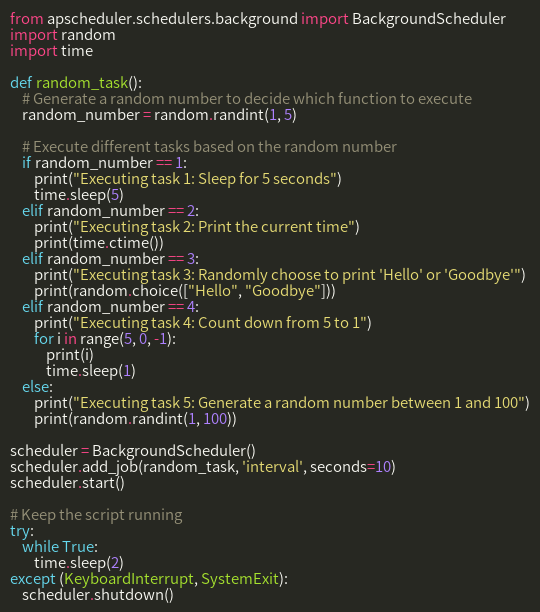 from apscheduler.schedulers.background import BackgroundScheduler
import random
import time

def random_task():
    # Generate a random number to decide which function to execute
    random_number = random.randint(1, 5)

    # Execute different tasks based on the random number
    if random_number == 1:
        print("Executing task 1: Sleep for 5 seconds")
        time.sleep(5)
    elif random_number == 2:
        print("Executing task 2: Print the current time")
        print(time.ctime())
    elif random_number == 3:
        print("Executing task 3: Randomly choose to print 'Hello' or 'Goodbye'")
        print(random.choice(["Hello", "Goodbye"]))
    elif random_number == 4:
        print("Executing task 4: Count down from 5 to 1")
        for i in range(5, 0, -1):
            print(i)
            time.sleep(1)
    else:
        print("Executing task 5: Generate a random number between 1 and 100")
        print(random.randint(1, 100))

scheduler = BackgroundScheduler()
scheduler.add_job(random_task, 'interval', seconds=10)
scheduler.start()

# Keep the script running
try:
    while True:
        time.sleep(2)
except (KeyboardInterrupt, SystemExit):
    scheduler.shutdown()